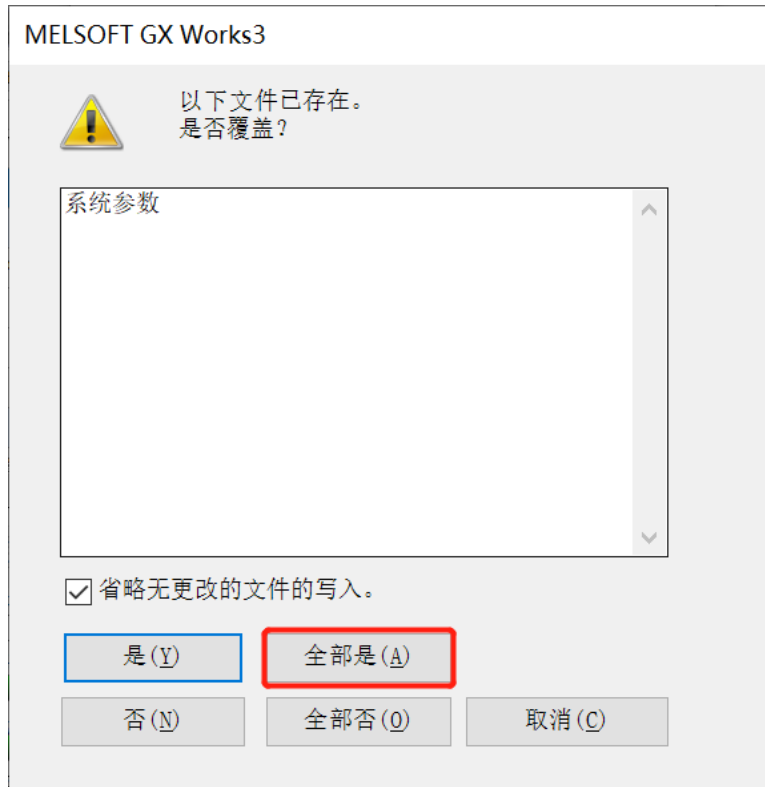 MELSOFT GX Works3
以下文件已存在。
是否覆盖?
系统参数
省略无更改的文件的写入。
是(Y) 全部是(A)
否(N) 全部否(O) 取消(C)